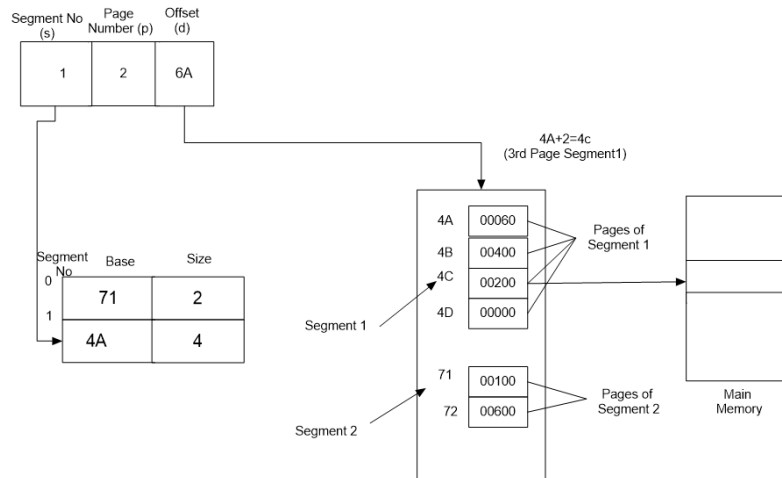 Segment No
(s)
Page
Number (p)
Offset
(d)
1
2
6A
4A+2=4c
(3rd Page Segment1)
Segment
No
Base
Size
0
71
2
1
4A
4
4A
00060
4B
00400
4C
00200
4D
00000
Pages of
Segment 1
Segment 1
71
00100
72
00600
Pages of
Segment 2
Segment 2
Main
Memory